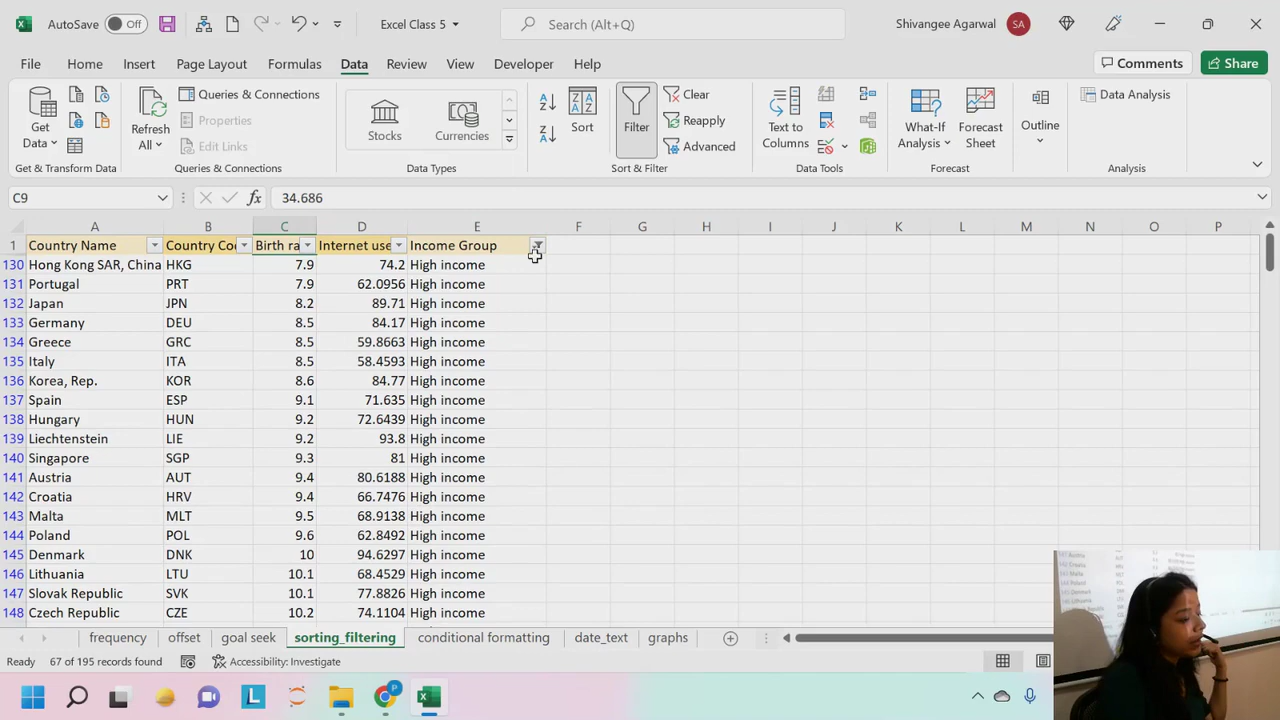 AutoSave Off Excel Class 5 Search (Alt+Q) Shivangee Agarwal SA
File Home Insert Page Layout Formulas Data Review View Developer Help Comments Share
Get Data
Refresh All
Queries & Connections
Properties
Edit Links
Stocks
Currencies
Sort
Filter
Clear
Reapply
Advanced
Text to Columns
What-If Analysis
Forecast Sheet
Outline
Data Analysis
Get & Transform Data Queries & Connections Data Types Sort & Filter Data Tools Forecast Analysis
C9 fx 34.686
A B C D E F G H I J K L M N O P
1 Country Name Country Co Birth ra Internet use Income Group
130 Hong Kong SAR, China HKG 7.9 74.2 High income
131 Portugal PRT 7.9 62.0956 High income
132 Japan JPN 8.2 89.71 High income
133 Germany DEU 8.5 84.17 High income
134 Greece GRC 8.5 59.8663 High income
135 Italy ITA 8.5 58.4593 High income
136 Korea, Rep. KOR 8.6 84.77 High income
137 Spain ESP 9.1 71.635 High income
138 Hungary HUN 9.2 72.6439 High income
139 Liechtenstein LIE 9.2 93.8 High income
140 Singapore SGP 9.3 81 High income
141 Austria AUT 9.4 80.6188 High income
142 Croatia HRV 9.4 66.7476 High income
143 Malta MLT 9.5 68.9138 High income
144 Poland POL 9.6 62.8492 High income
145 Denmark DNK 10 94.6297 High income
146 Lithuania LTU 10.1 68.4529 High income
147 Slovak Republic SVK 10.1 77.8826 High income
148 Czech Republic CZE 10.2 74.1104 High income
frequency offset goal seek sorting_filtering conditional formatting date_text graphs
Ready 67 of 195 records found Accessibility: Investigate